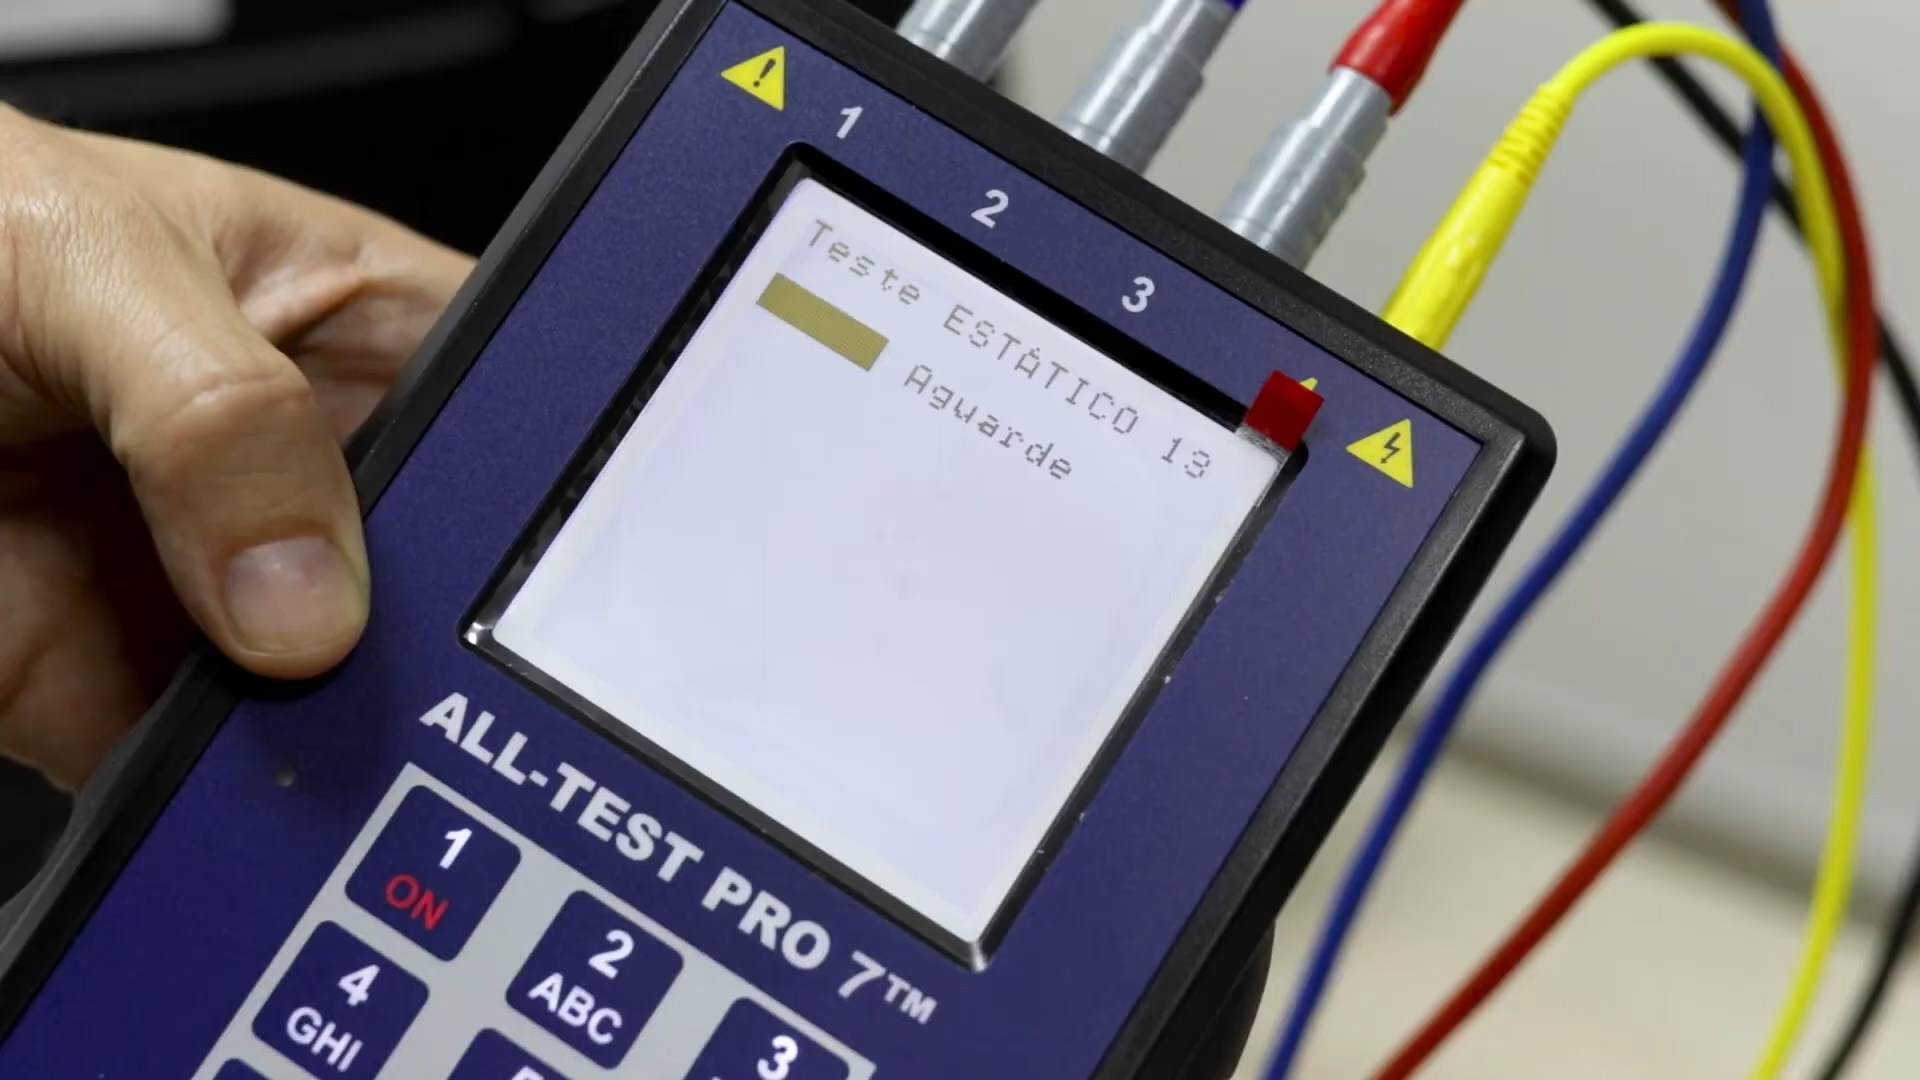 1
2
3
Teste ESTÁTICO 13
Aguarde
ALL-TEST PRO 7™
1
ON
2
ABC
3
4
GHI